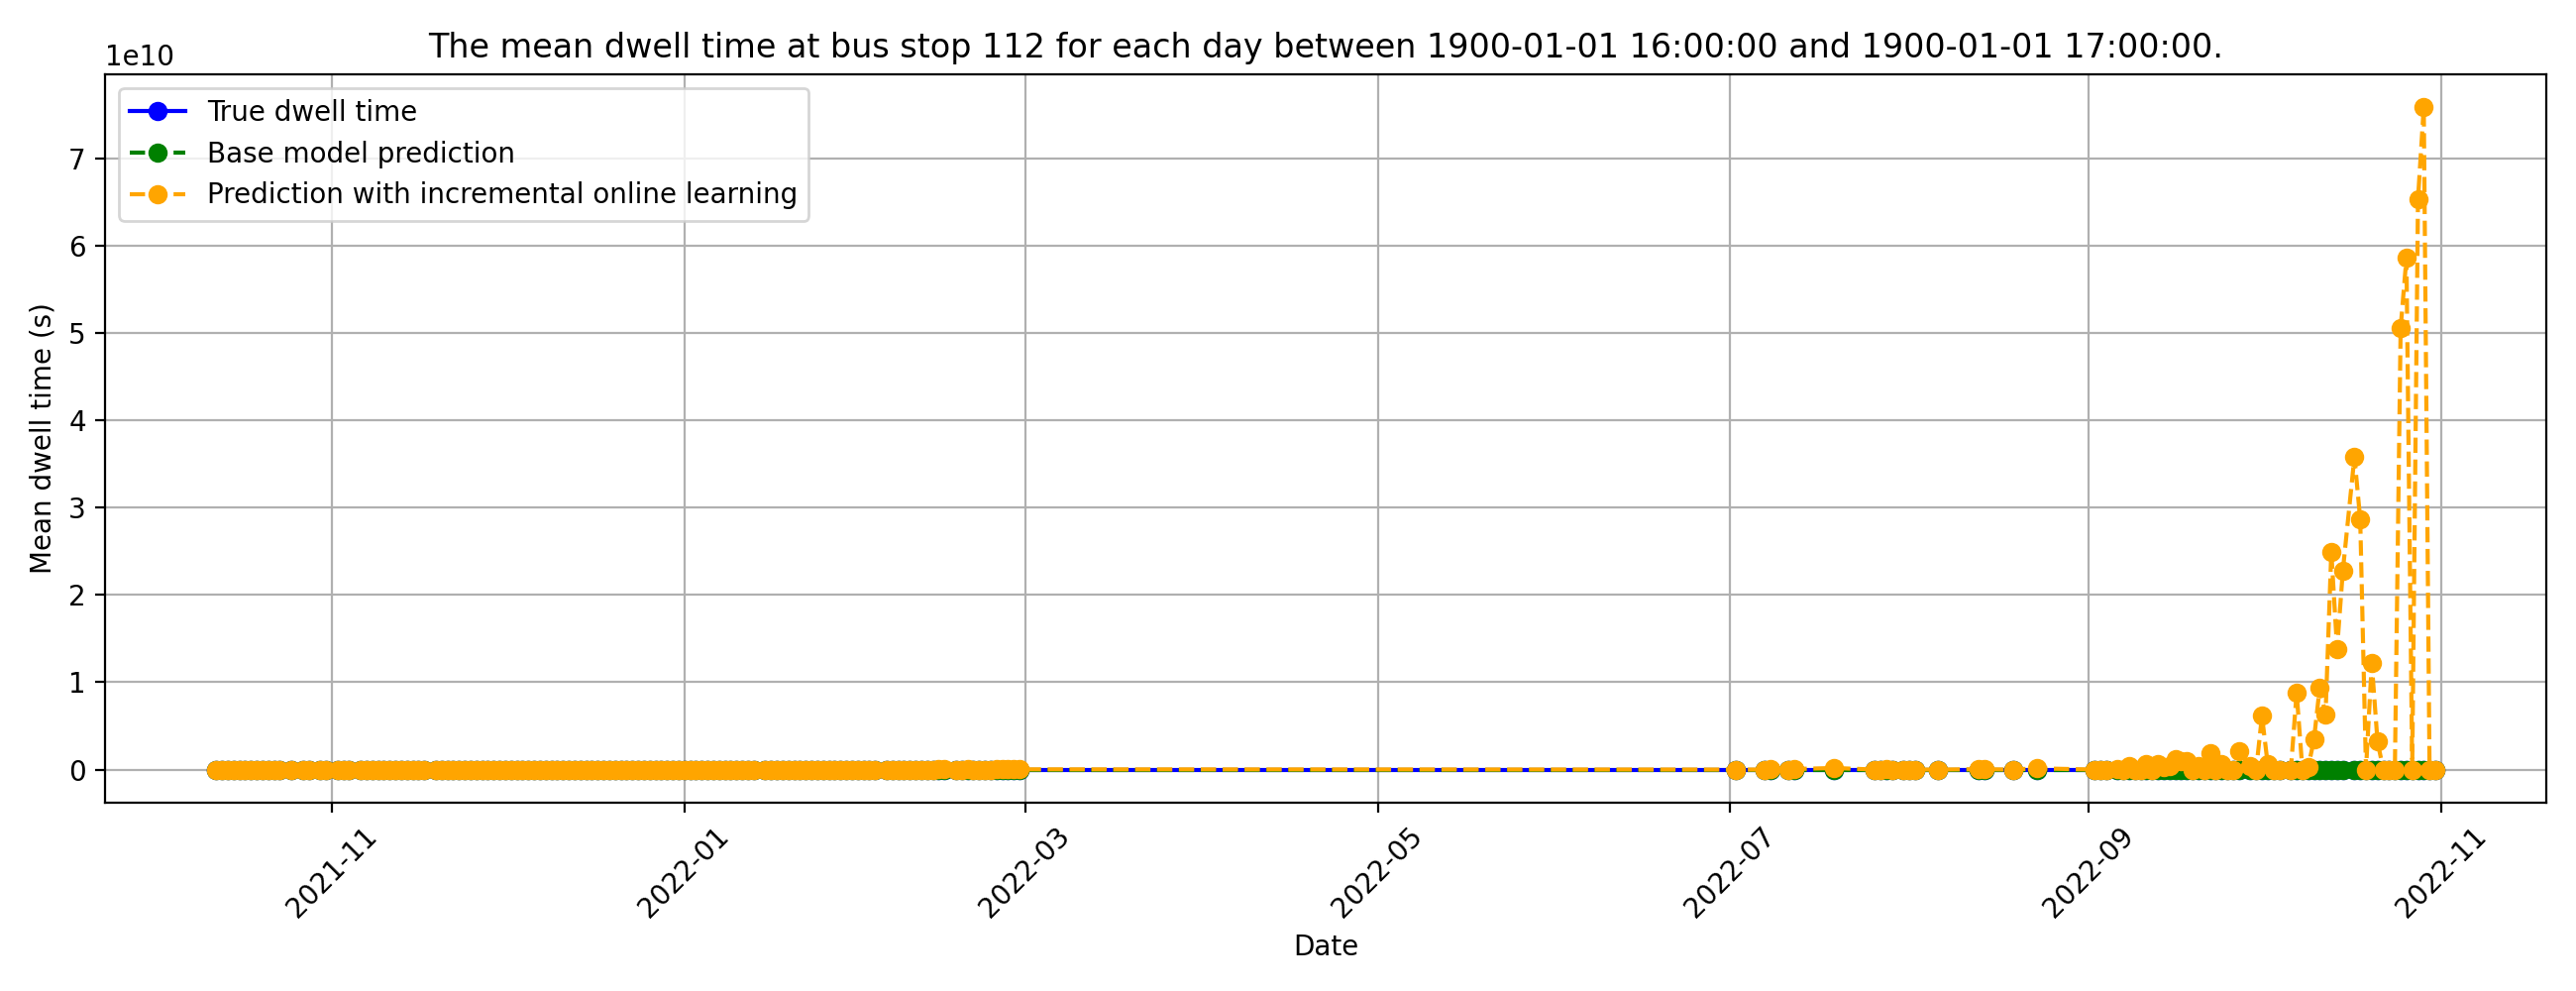 The mean dwell time at bus stop 112 for each day between 1900-01-01 16:00:00 and 1900-01-01 17:00:00.
1e10
True dwell time
Base model prediction
Prediction with incremental online learning
7
6
5
4
3
2
1
0
Mean dwell time (s)
2021-11
2022-01
2022-03
2022-05
2022-07
2022-09
2022-11
Date